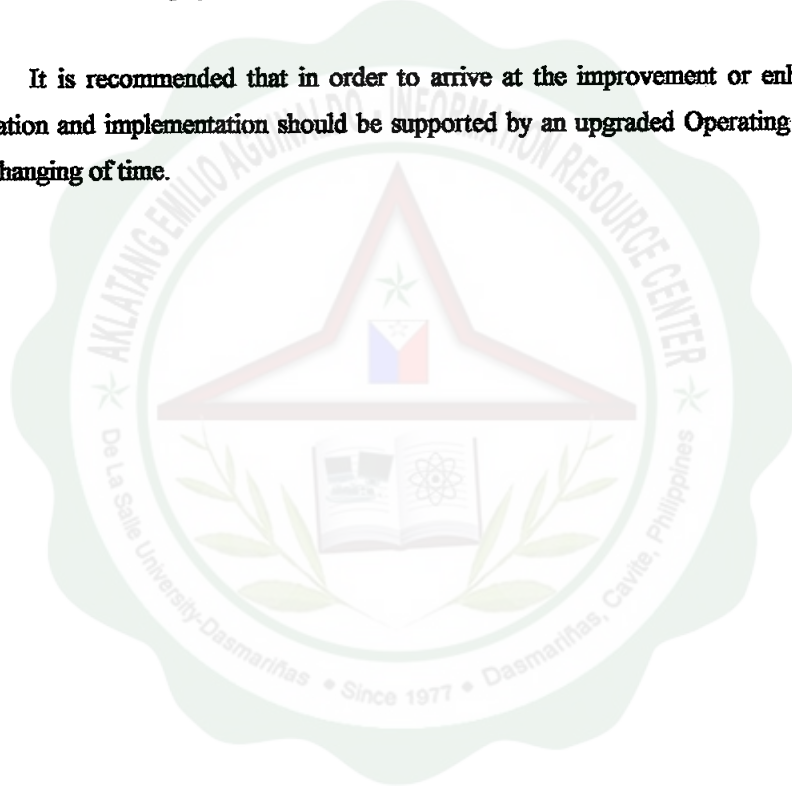 It is recommended that in order to arrive at the improvement or enh
ation and implementation should be supported by an upgraded Operating
hanging of time.
AKLATANG EMILIO AGUINALDO - INFORMATION RESOURCE CENTER
De La Salle University-Dasmariñas • Since 1977 • Dasmariñas, Cavite, Philippines